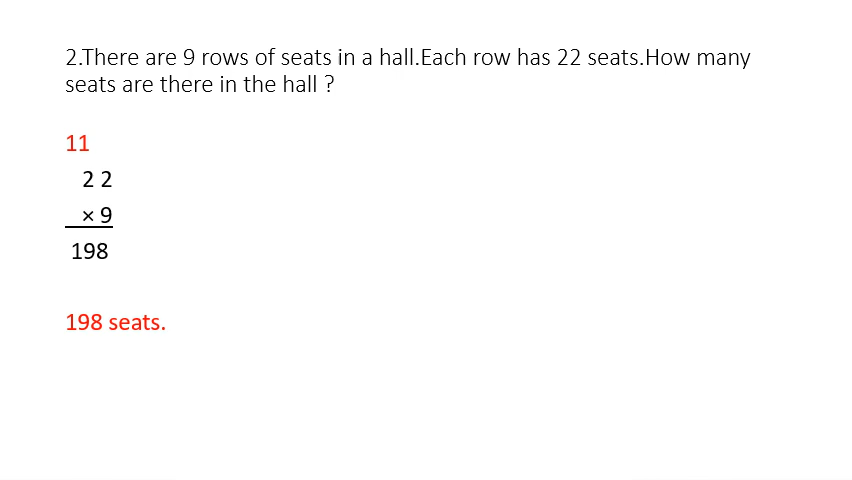 2.There are 9 rows of seats in a hall.Each row has 22 seats.How many
seats are there in the hall ?
11
2 2
× 9
198
198 seats.